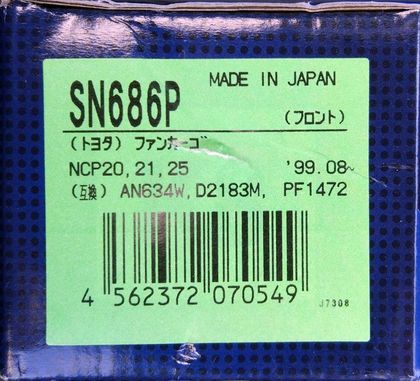 MADE IN JAPAN
SN686P (フロント)
(トヨタ) ファンカーゴ
NCP20, 21, 25 '99.08~
(互換) AN634W, D2183M, PF1472
4 562372 070549
J7308